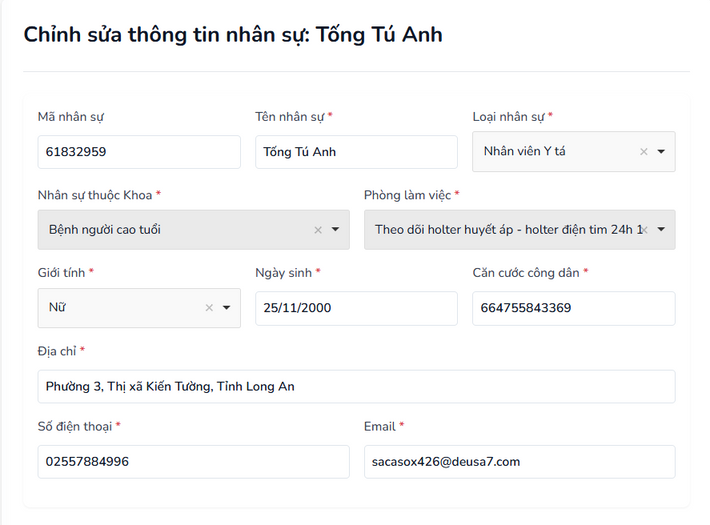 Chỉnh sửa thông tin nhân sự: Tống Tú Anh
Mã nhân sự Tên nhân sự * Loại nhân sự *
61832959 Tống Tú Anh Nhân viên Y tá
Nhân sự thuộc Khoa * Phòng làm việc *
Bệnh người cao tuổi Theo dõi holter huyết áp - holter điện tim 24h 1
Giới tính * Ngày sinh * Căn cước công dân *
Nữ 25/11/2000 664755843369
Địa chỉ *
Phường 3, Thị xã Kiến Tường, Tỉnh Long An
Số điện thoại * Email *
02557884996 sacasox426@deusa7.com